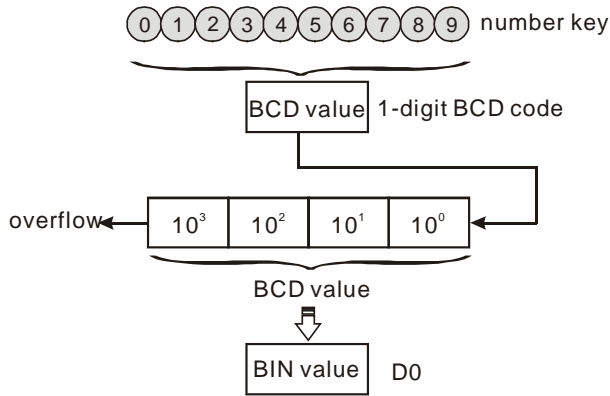 0 1 2 3 4 5 6 7 8 9 number key
BCD value 1-digit BCD code
overflow 10³ 10² 10¹ 10⁰
BCD value
BIN value D0